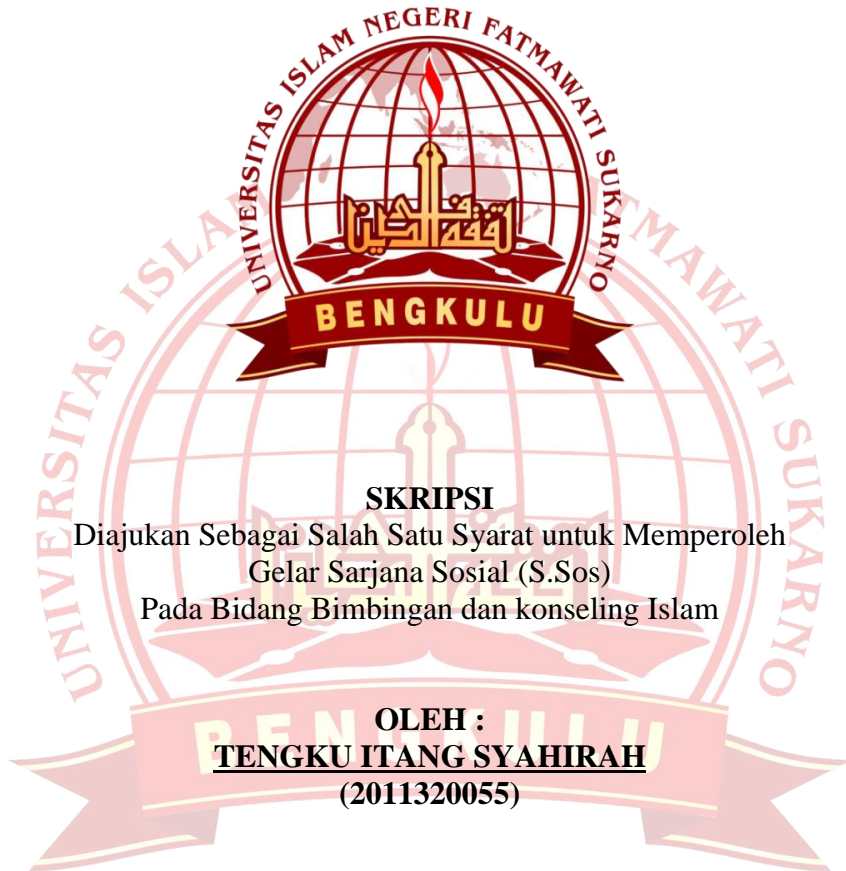 UNIVERSITAS ISLAM NEGERI FATMAWATI SUKARNO
BENGKULU
SKRIPSI
Diajukan Sebagai Salah Satu Syarat untuk Memperoleh
Gelar Sarjana Sosial (S.Sos)
Pada Bidang Bimbingan dan konseling Islam
OLEH :
TENGKU ITANG SYAHIRAH
(2011320055)